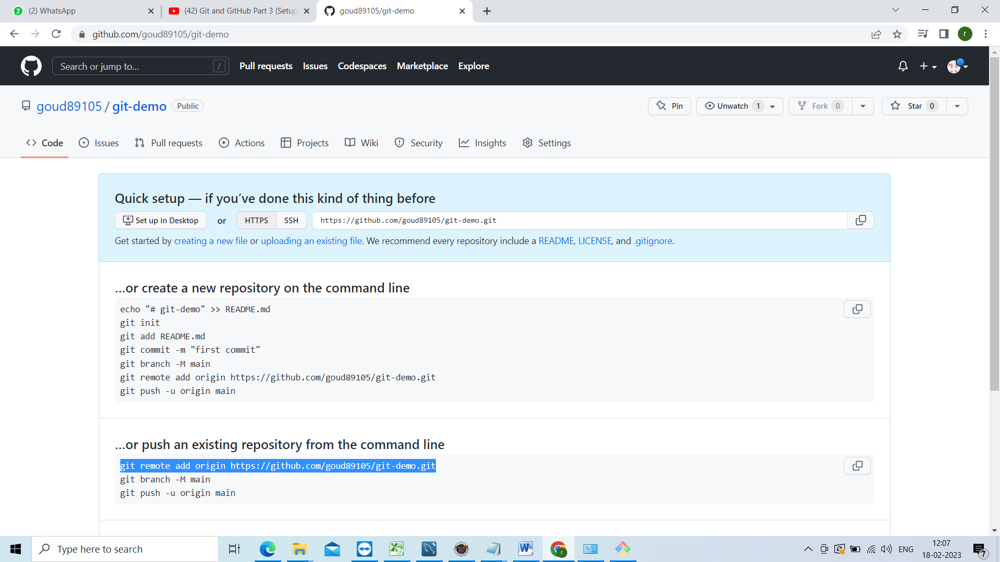 (2) WhatsApp
(42) Git and GitHub Part 3 (Setup
goud89105/git-demo
github.com/goud89105/git-demo
r
Search or jump to...
/
Pull requests
Issues
Codespaces
Marketplace
Explore
goud89105 / git-demo
Public
Pin
Unwatch 1
Fork 0
Star 0
Code
Issues
Pull requests
Actions
Projects
Wiki
Security
Insights
Settings
Quick setup — if you’ve done this kind of thing before
Set up in Desktop
or
HTTPS
SSH
https://github.com/goud89105/git-demo.git
Get started by creating a new file or uploading an existing file. We recommend every repository include a README, LICENSE, and .gitignore.
…or create a new repository on the command line
echo "# git-demo" >> README.md
git init
git add README.md
git commit -m "first commit"
git branch -M main
git remote add origin https://github.com/goud89105/git-demo.git
git push -u origin main
…or push an existing repository from the command line
git remote add origin https://github.com/goud89105/git-demo.git
git branch -M main
git push -u origin main
Type here to search
ENG
12:07
18-02-2023
7